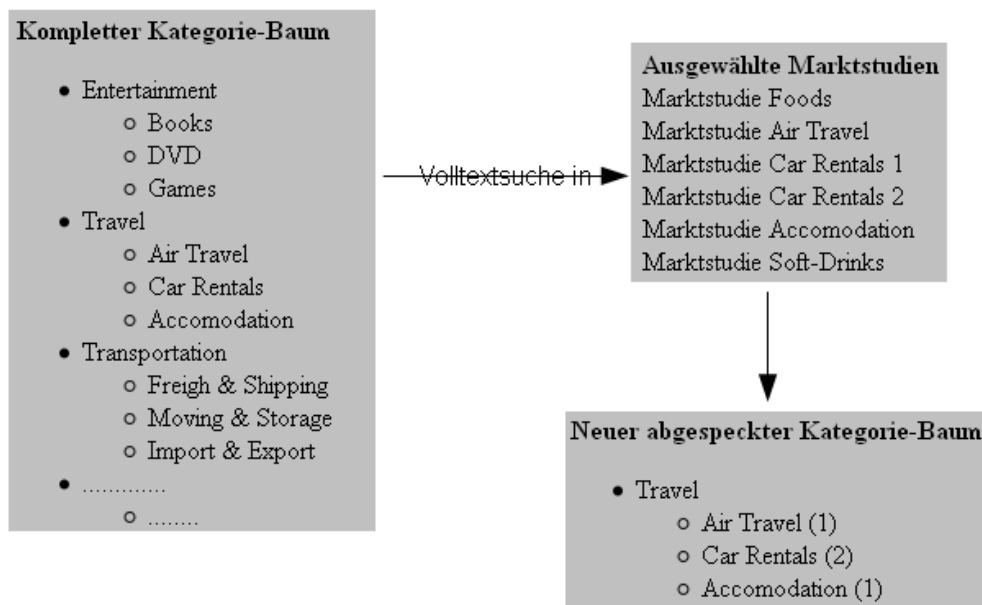 Kompletter Kategorie-Baum
Entertainment
Books
DVD
Games
Travel
Air Travel
Car Rentals
Accomodation
Transportation
Freigh & Shipping
Moving & Storage
Import & Export
.............
........
Volltextsuche in
Ausgewählte Marktstudien
Marktstudie Foods
Marktstudie Air Travel
Marktstudie Car Rentals 1
Marktstudie Car Rentals 2
Marktstudie Accomodation
Marktstudie Soft-Drinks
Neuer abgespeckter Kategorie-Baum
Travel
Air Travel (1)
Car Rentals (2)
Accomodation (1)